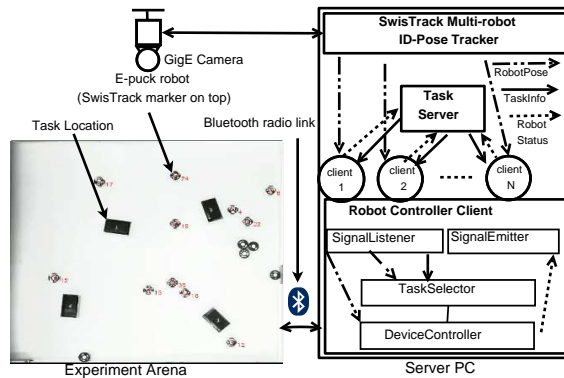 SwisTrack Multi-robot
ID-Pose Tracker
GigE Camera
E-puck robot
(SwisTrack marker on top)
Task Location
Bluetooth radio link
RobotPose
TaskInfo
Robot
Status
Task
Server
client
1
client
2
client
N
Robot Controller Client
SignalListener
SignalEmitter
TaskSelector
DeviceController
Experiment Arena
Server PC
17